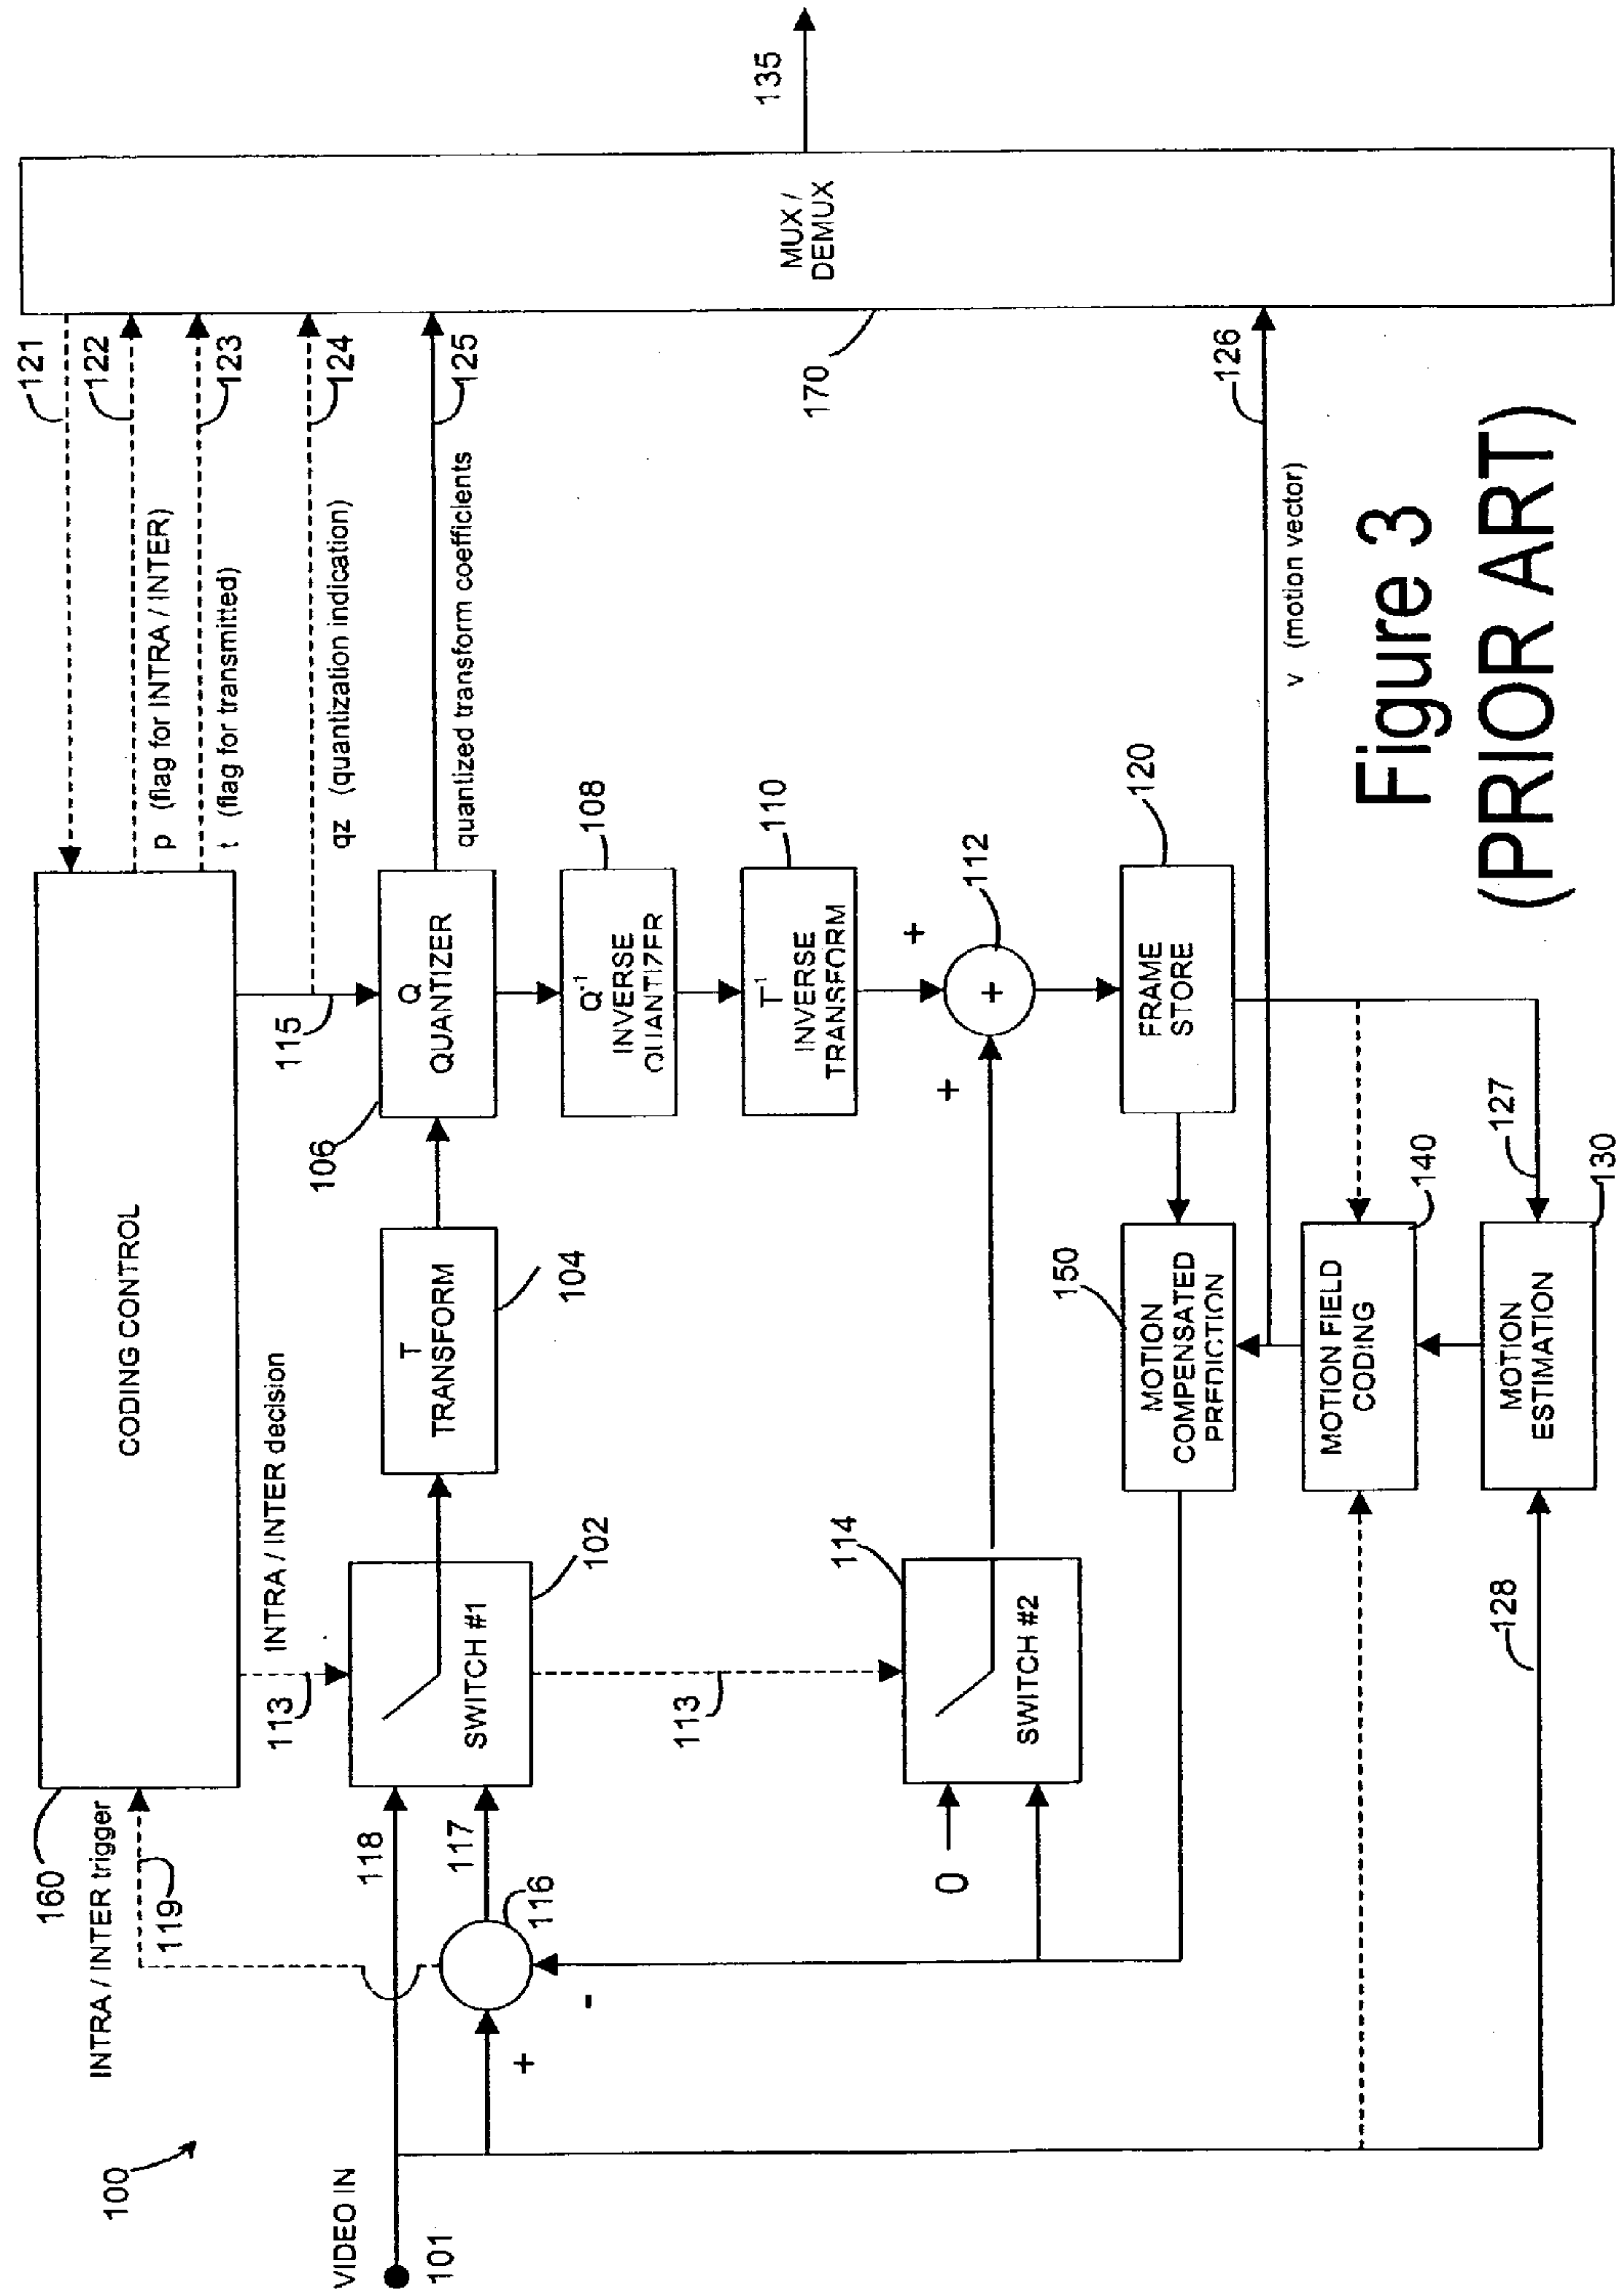 100
VIDEO IN
101
INTRA / INTER trigger
119
160
CODING CONTROL
121
122
p (flag for INTRA / INTER)
t (flag for transmitted)
123
113
INTRA / INTER decision
115
qz (quantization indication)
124
118
117
116
+
-
SWITCH #1
102
T
TRANSFORM
104
106
Q
QUANTIZER
quantized transform coefficients
125
Q-1
INVERSE
QUANTIZER
108
T1
INVERSE
TRANSFORM
110
113
0
114
SWITCH #2
+
+
+
112
150
MOTION
COMPENSATED
PREDICTION
FRAME
STORE
120
MOTION FIELD
CODING
140
v (motion vector)
126
128
MOTION
ESTIMATION
130
127
MUX /
DEMUX
170
135
Figure 3
(PRIOR ART)